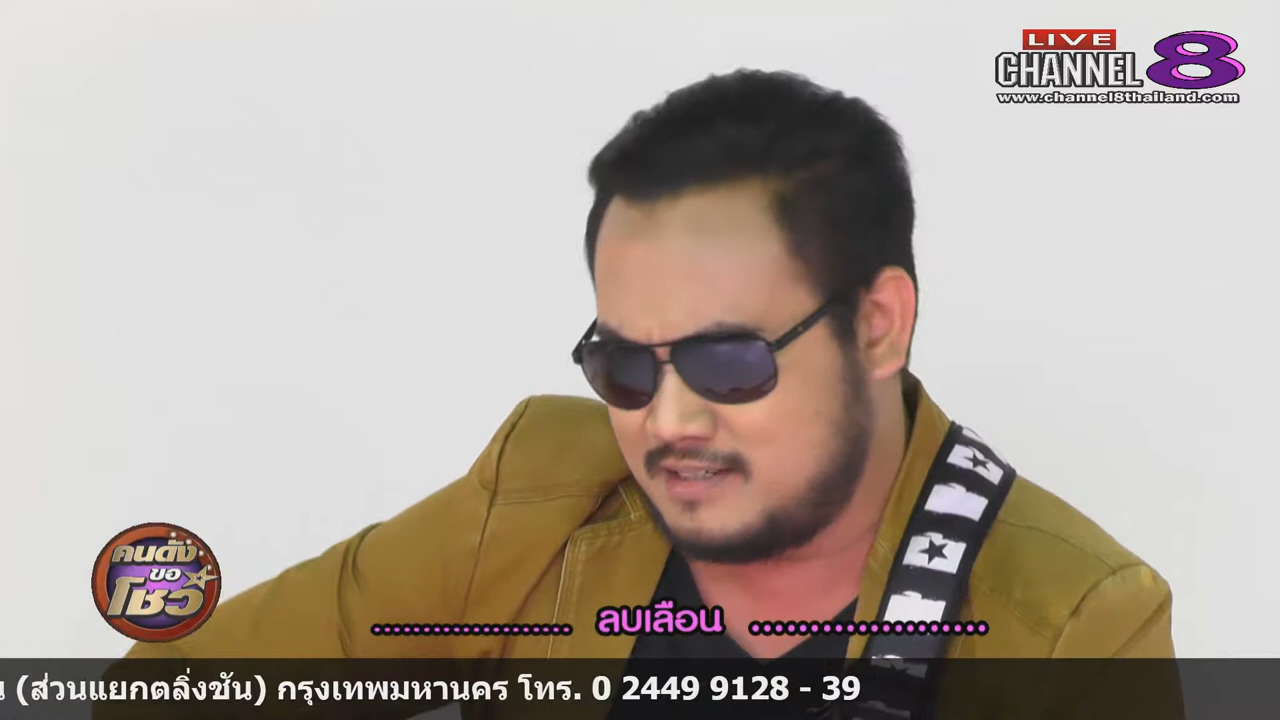 LIVE
CHANNEL 8
www.channel8thailand.com
คนดัง
ขอ
โชว์
.................... ลบเลือน ....................
(ส่วนแยกตลิ่งชัน) กรุงเทพมหานคร โทร. 0 2449 9128 - 39